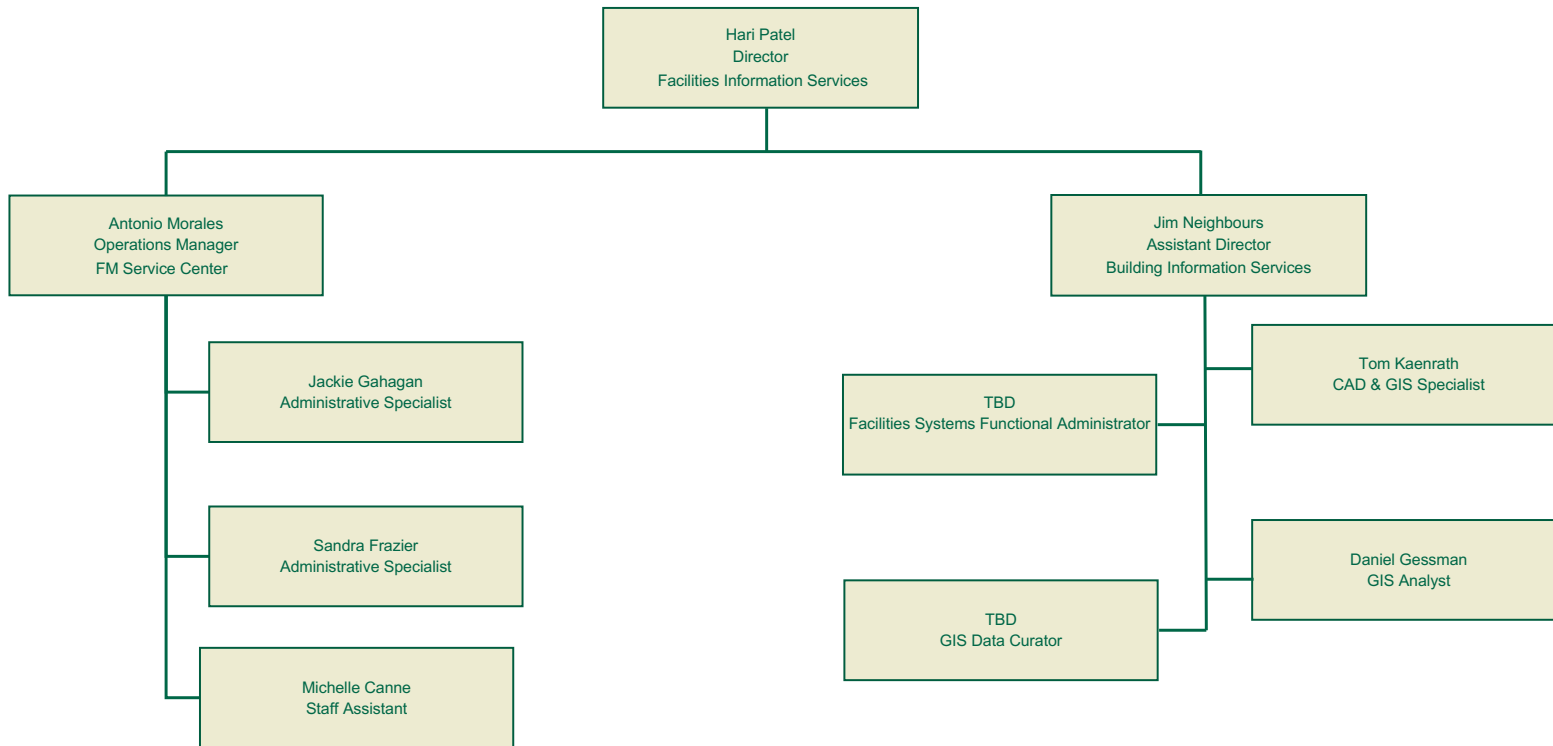 Hari Patel
Director
Facilities Information Services
Antonio Morales
Operations Manager
FM Service Center
Jim Neighbours
Assistant Director
Building Information Services
Jackie Gahagan
Administrative Specialist
Sandra Frazier
Administrative Specialist
Michelle Canne
Staff Assistant
TBD
Facilities Systems Functional Administrator
Tom Kaenrath
CAD & GIS Specialist
TBD
GIS Data Curator
Daniel Gessman
GIS Analyst